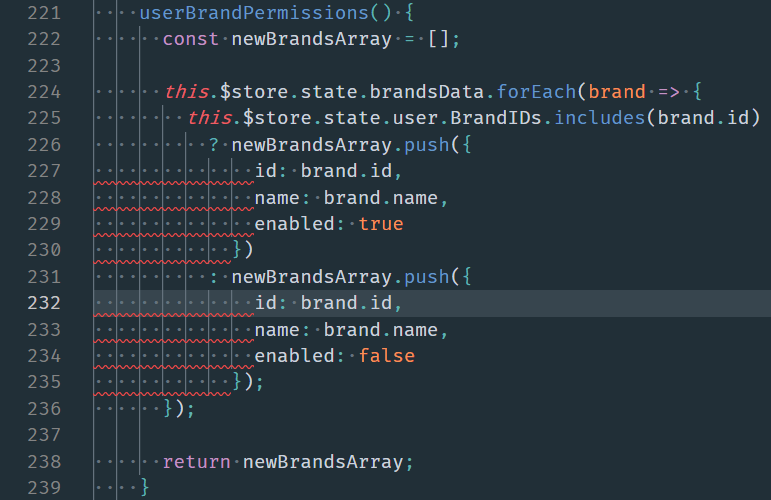 221 userBrandPermissions() {
222 const newBrandsArray = [];
223
224 this.$store.state.brandsData.forEach(brand => {
225 this.$store.state.user.BrandIDs.includes(brand.id)
226 ? newBrandsArray.push({
227 id: brand.id,
228 name: brand.name,
229 enabled: true
230 })
231 : newBrandsArray.push({
232 id: brand.id,
233 name: brand.name,
234 enabled: false
235 });
236 });
237
238 return newBrandsArray;
239 }